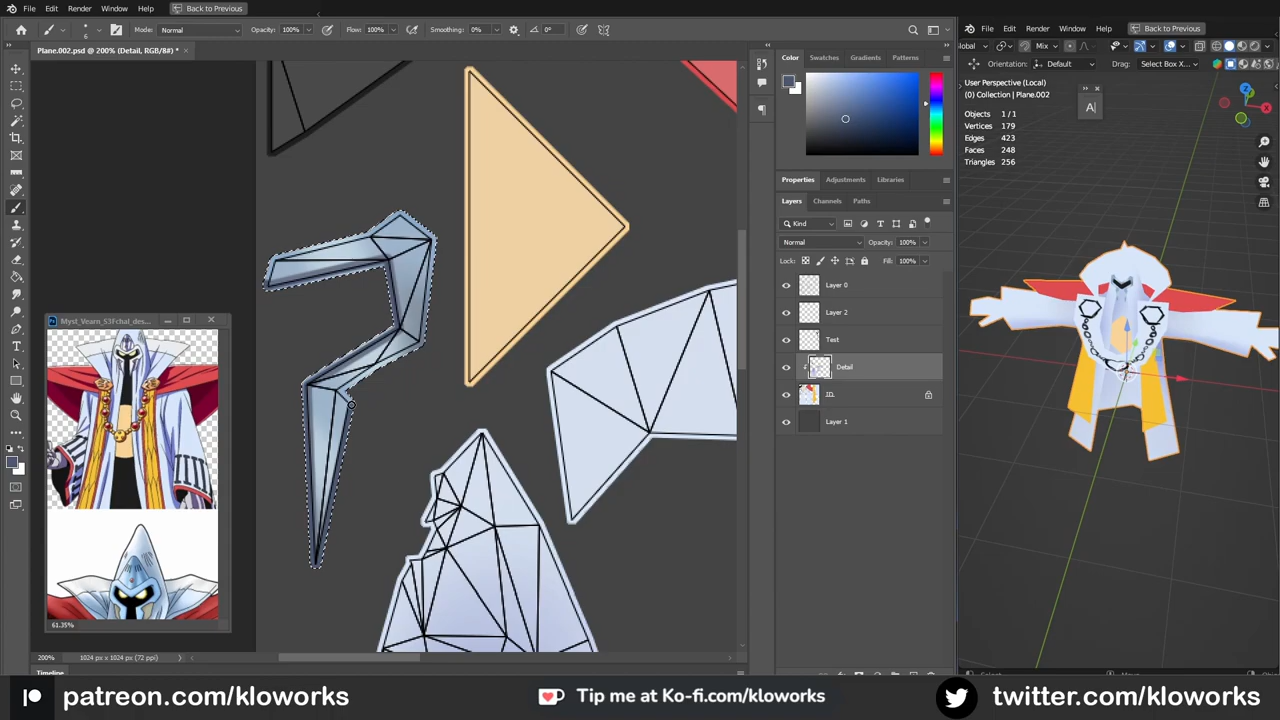 File Edit Render Window Help Back to Previous
File Edit Render Window Help Back to Previous
6 Mode: Normal Opacity: 100% Flow: 100% Smoothing: 0% 0°
Global Mix
Plane.002.psd @ 200% (Detail, RGB/8#) *
Color Swatches Gradients Patterns
Orientation: Default Drag: Select Box X...
User Perspective (Local)
(0) Collection | Plane.002
A|
Objects 1 / 1
Vertices 179
Edges 423
Faces 248
Triangles 256
Properties Adjustments Libraries
Layers Channels Paths
Kind
Normal Opacity: 100%
Lock: Fill: 100%
Layer 0
Layer 2
Test
Detail
Layer 1
Myst_Vearn_S3Fchal_des...
61.35%
200% 1024 px x 1024 px (72 ppi)
Timeline
patreon.com/kloworks
Tip me at Ko-fi.com/kloworks
twitter.com/kloworks